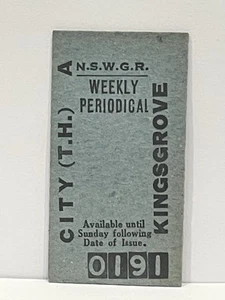 A N.S.W.G.R.
WEEKLY
PERIODICAL
CITY (T.H.)
KINGSGROVE
Available until
Sunday following
Date of Issue.
0191